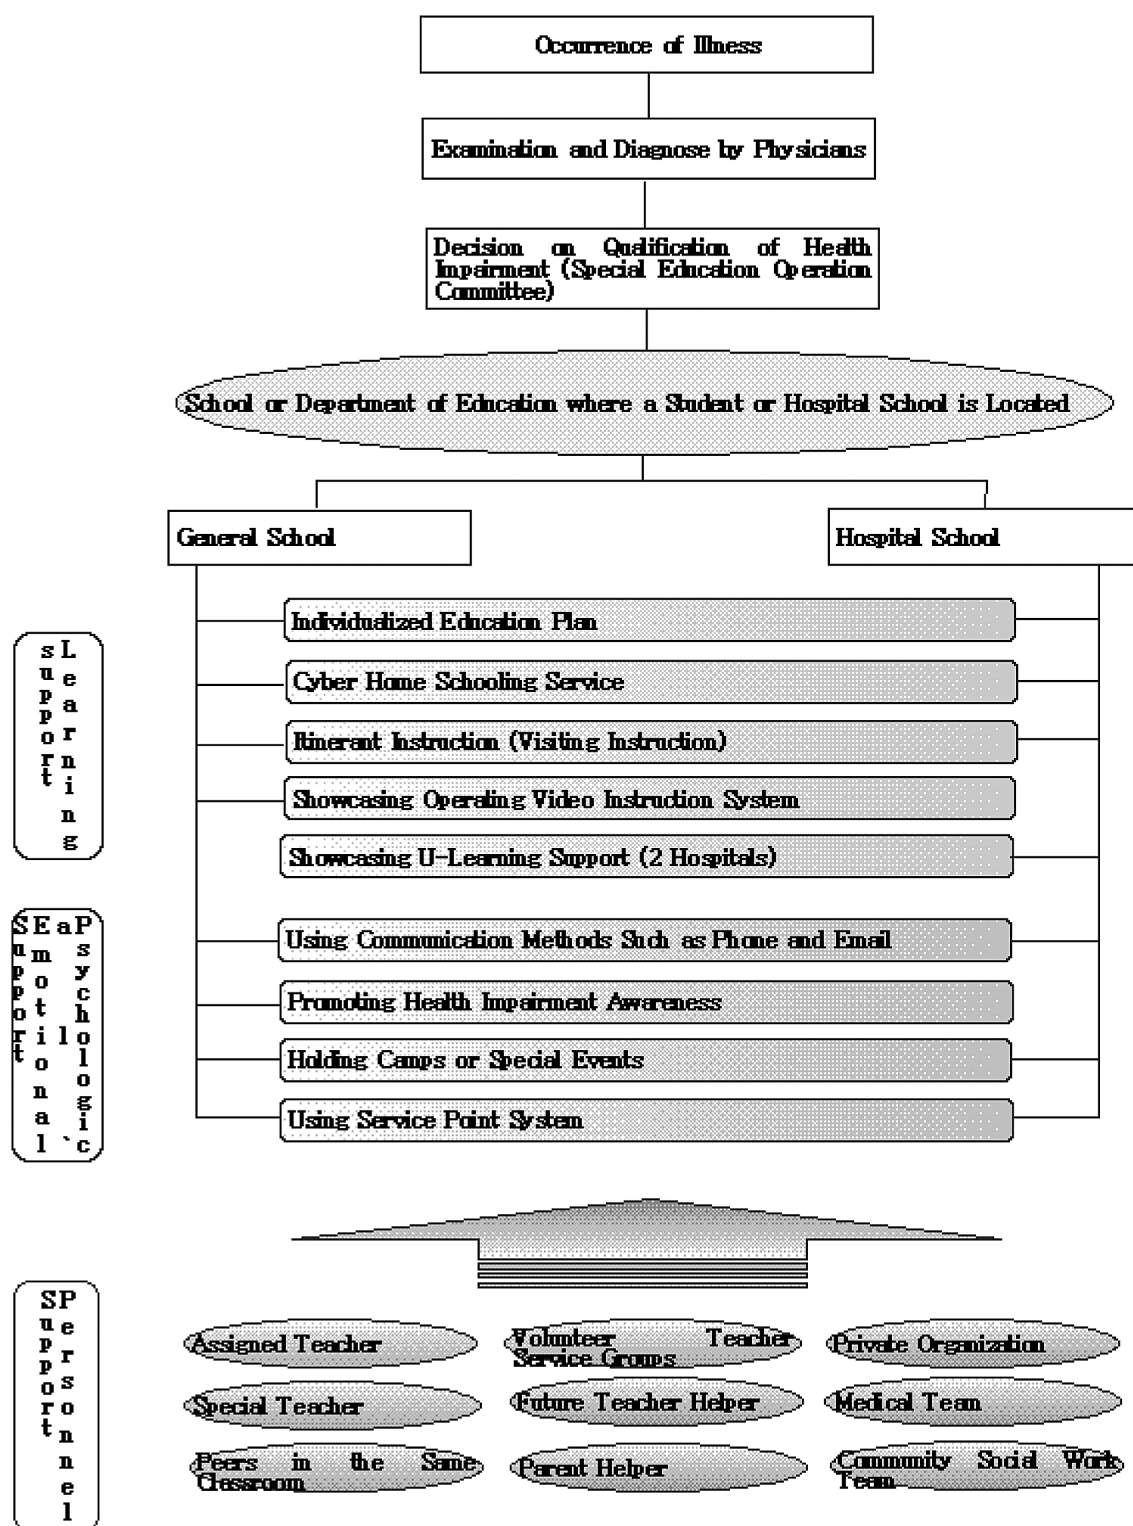 Occurrence of Illness
Examination and Diagnose by Physicians
Decision on Qualification of Health
Impairment (Special Education Operation
Committee)
School or Department of Education where a Student or Hospital School is Located
General School
Hospital School
Learning
support
Individualized Education Plan
Cyber Home Schooling Service
Itinerant Instruction (Visiting Instruction)
Showcasing Operating Video Instruction System
Showcasing U-Learning Support (2 Hospitals)
Psychologic
al `
Emotional
Support
Using Communication Methods Such as Phone and Email
Promoting Health Impairment Awareness
Holding Camps or Special Events
Using Service Point System
Personnel
Support
Assigned Teacher
Volunteer Teacher
Service Groups
Private Organization
Special Teacher
Future Teacher Helper
Medical Team
Peers in the Same
Classroom
Parent Helper
Community Social Work
Team